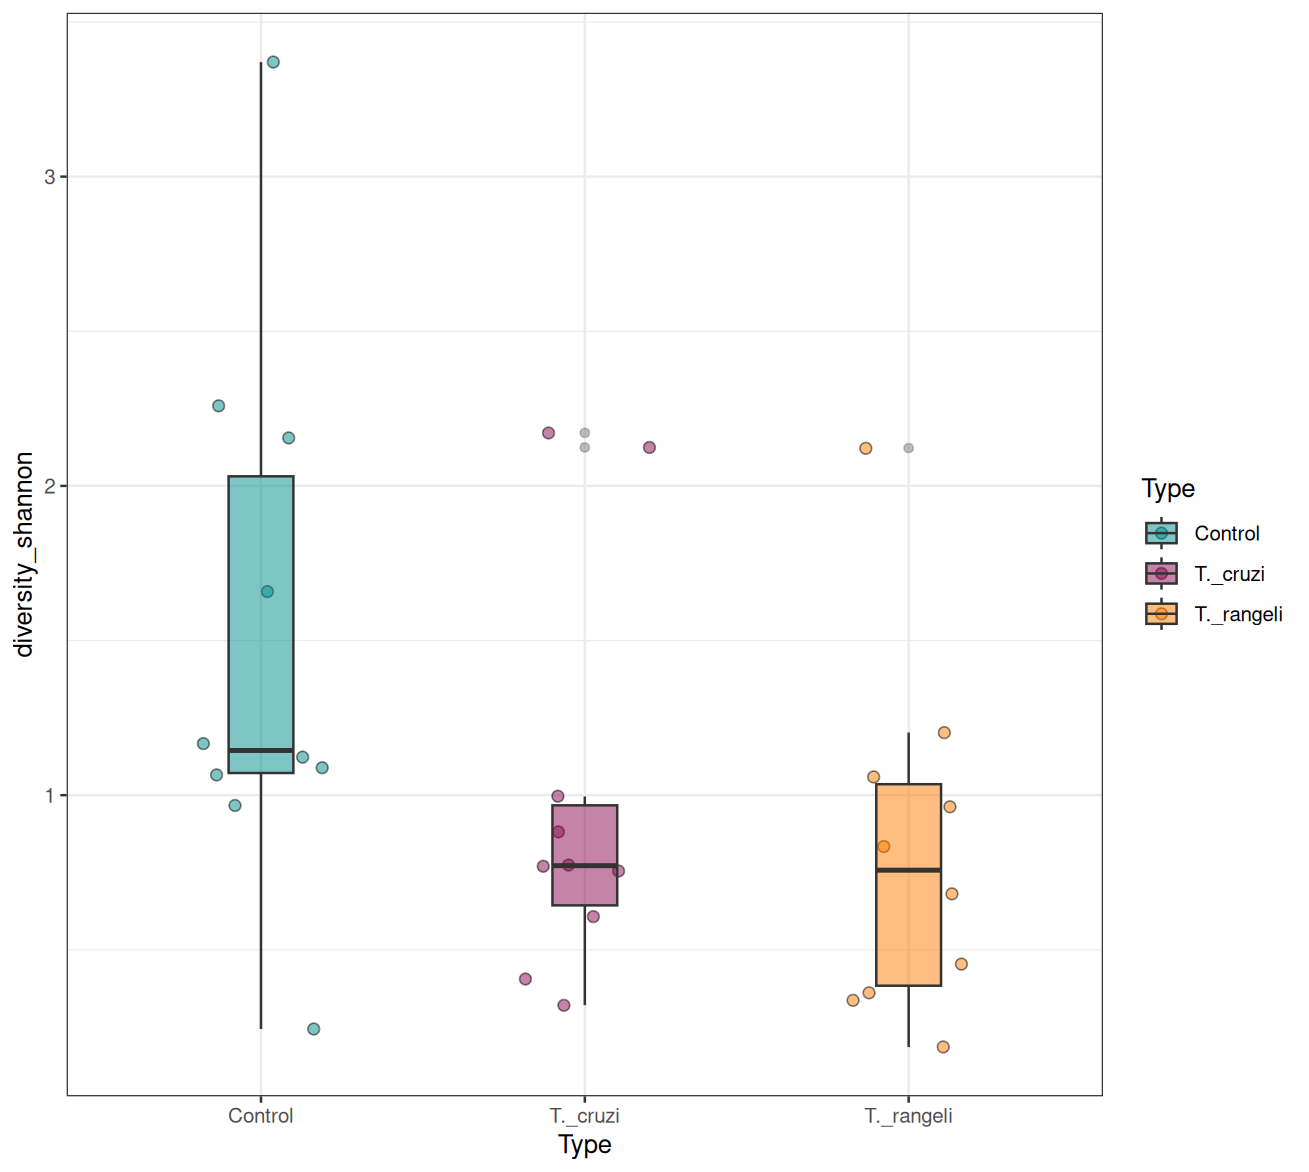 3
2
1
diversity_shannon
Control
T._cruzi
T._rangeli
Type
Type
Control
T._cruzi
T._rangeli